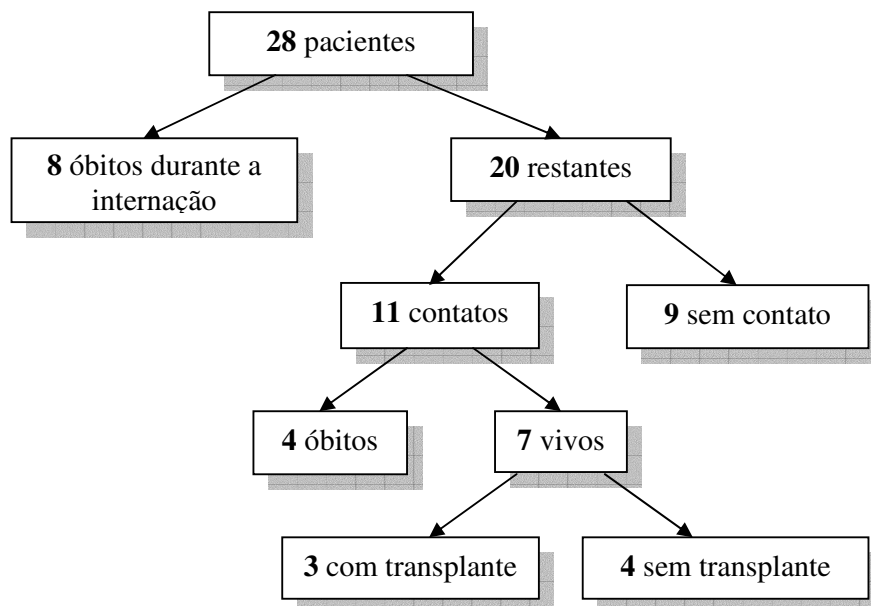 28 pacientes
8 óbitos durante a
internação
20 restantes
11 contatos
9 sem contato
4 óbitos
7 vivos
3 com transplante
4 sem transplante